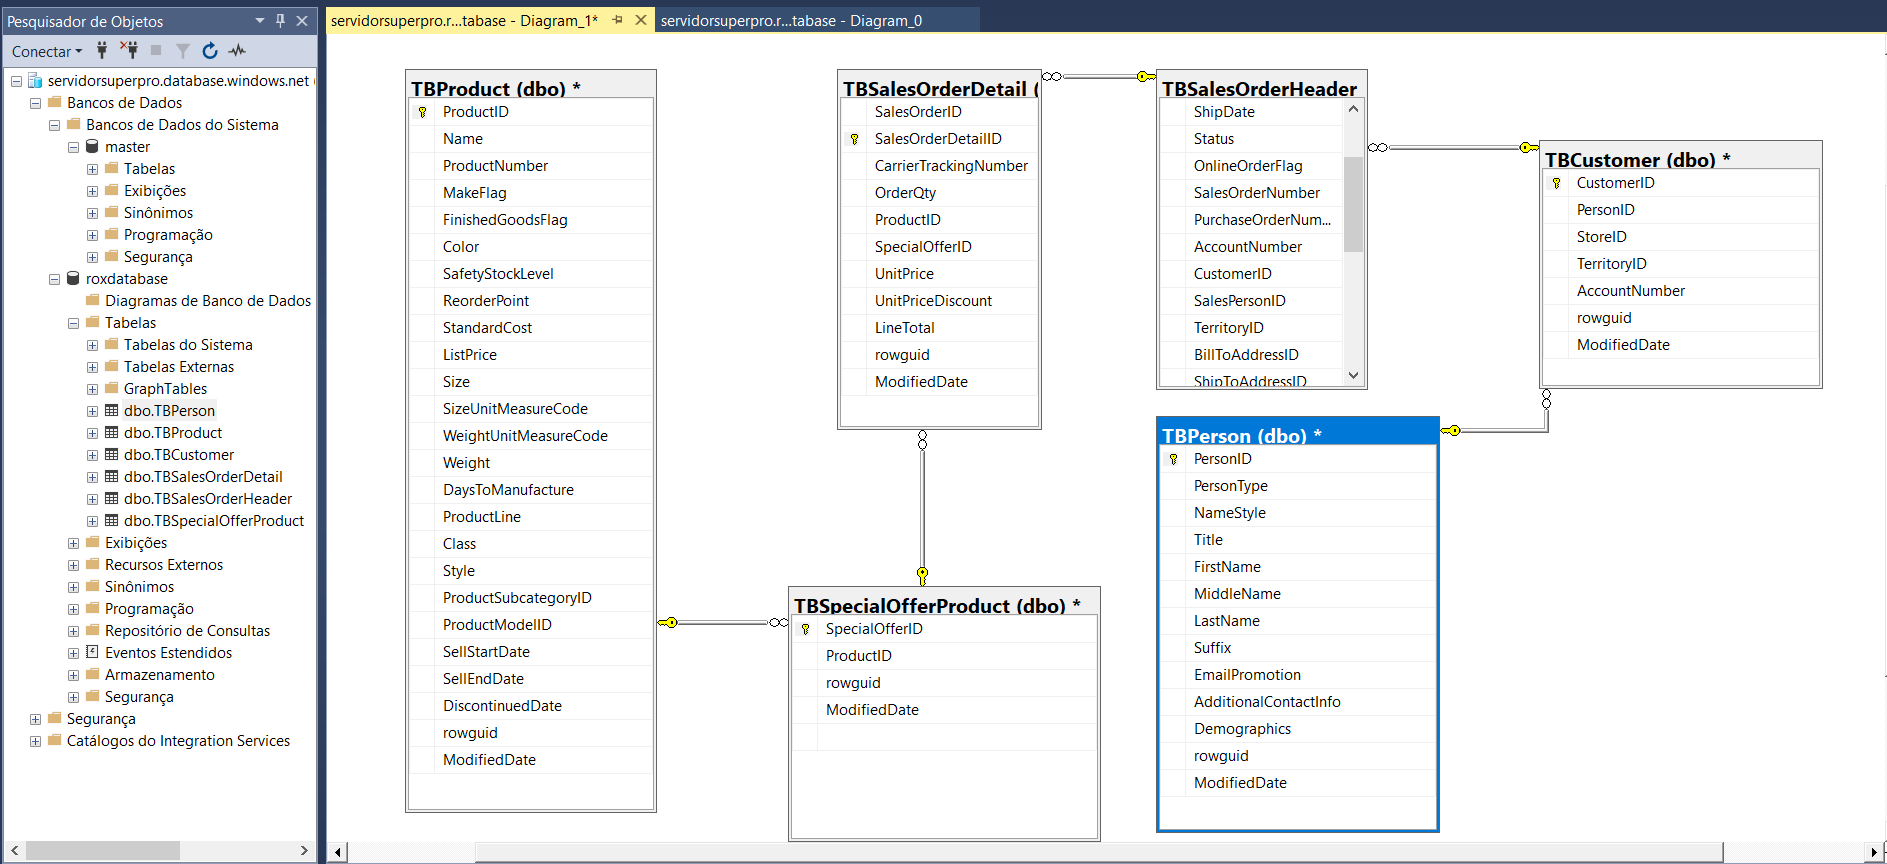 Pesquisador de Objetos
Conectar
servidorsuperpro.database.windows.net (
Bancos de Dados
Bancos de Dados do Sistema
master
Tabelas
Exibições
Sinônimos
Programação
Segurança
roxdatabase
Diagramas de Banco de Dados
Tabelas
Tabelas do Sistema
Tabelas Externas
GraphTables
dbo.TBPerson
dbo.TBProduct
dbo.TBCustomer
dbo.TBSalesOrderDetail
dbo.TBSalesOrderHeader
dbo.TBSpecialOfferProduct
Exibições
Recursos Externos
Sinônimos
Programação
Repositório de Consultas
Eventos Estendidos
Armazenamento
Segurança
Segurança
Catálogos do Integration Services
servidorsuperpro.r...tabase - Diagram_1*
servidorsuperpro.r...tabase - Diagram_0
TBProduct (dbo) *
ProductID
Name
ProductNumber
MakeFlag
FinishedGoodsFlag
Color
SafetyStockLevel
ReorderPoint
StandardCost
ListPrice
Size
SizeUnitMeasureCode
WeightUnitMeasureCode
Weight
DaysToManufacture
ProductLine
Class
Style
ProductSubcategoryID
ProductModelID
SellStartDate
SellEndDate
DiscontinuedDate
rowguid
ModifiedDate
TBSalesOrderDetail (
SalesOrderID
SalesOrderDetailID
CarrierTrackingNumber
OrderQty
ProductID
SpecialOfferID
UnitPrice
UnitPriceDiscount
LineTotal
rowguid
ModifiedDate
TBSalesOrderHeader
ShipDate
Status
OnlineOrderFlag
SalesOrderNumber
PurchaseOrderNum...
AccountNumber
CustomerID
SalesPersonID
TerritoryID
BillToAddressID
ShipToAddressID
TBCustomer (dbo) *
CustomerID
PersonID
StoreID
TerritoryID
AccountNumber
rowguid
ModifiedDate
TBSpecialOfferProduct (dbo) *
SpecialOfferID
ProductID
rowguid
ModifiedDate
TBPerson (dbo) *
PersonID
PersonType
NameStyle
Title
FirstName
MiddleName
LastName
Suffix
EmailPromotion
AdditionalContactInfo
Demographics
rowguid
ModifiedDate